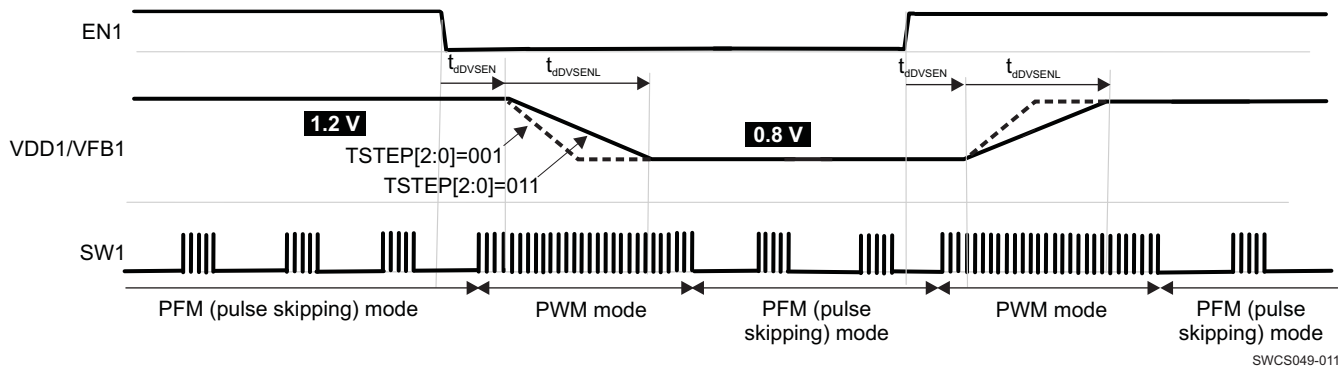 EN1
tdDVSEN
tdDVSENL
tdDVSEN
tdDVSENL
1.2 V
0.8 V
VDD1/VFB1
TSTEP[2:0]=001
TSTEP[2:0]=011
SW1
PFM (pulse skipping) mode
PWM mode
PFM (pulse
skipping) mode
PWM mode
PFM (pulse
skipping) mode
SWCS049-011